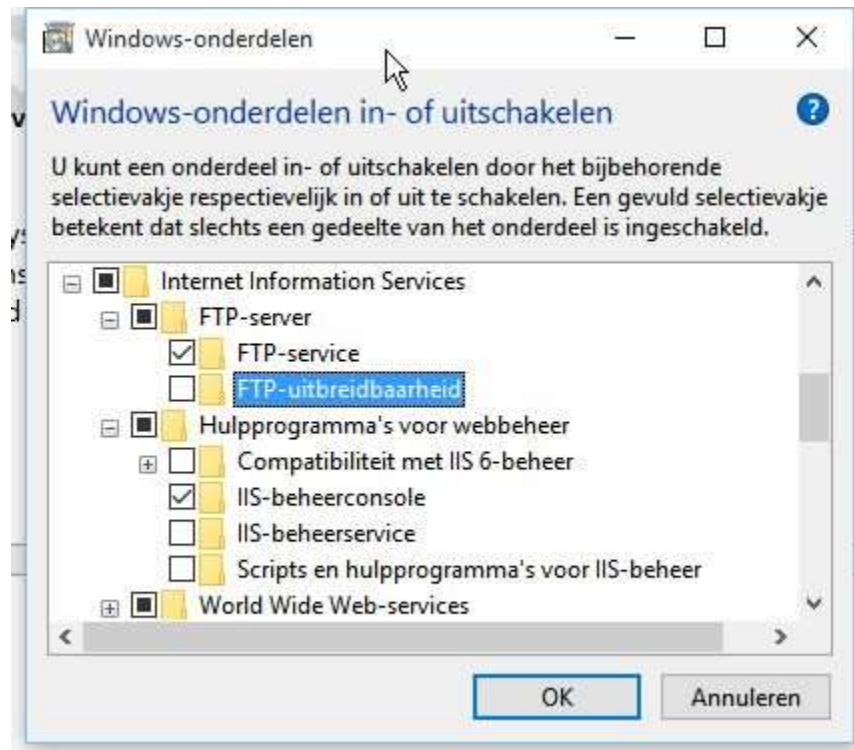 Windows-onderdelen
Windows-onderdelen in- of uitschakelen
U kunt een onderdeel in- of uitschakelen door het bijbehorende
selectievakje respectievelijk in of uit te schakelen. Een gevuld selectievakje
betekent dat slechts een gedeelte van het onderdeel is ingeschakeld.
Internet Information Services
FTP-server
FTP-service
FTP-uitbreidbaarheid
Hulpprogramma's voor webbeheer
Compatibiliteit met IIS 6-beheer
IIS-beheerconsole
IIS-beheerservice
Scripts en hulpprogramma's voor IIS-beheer
World Wide Web-services
OK
Annuleren